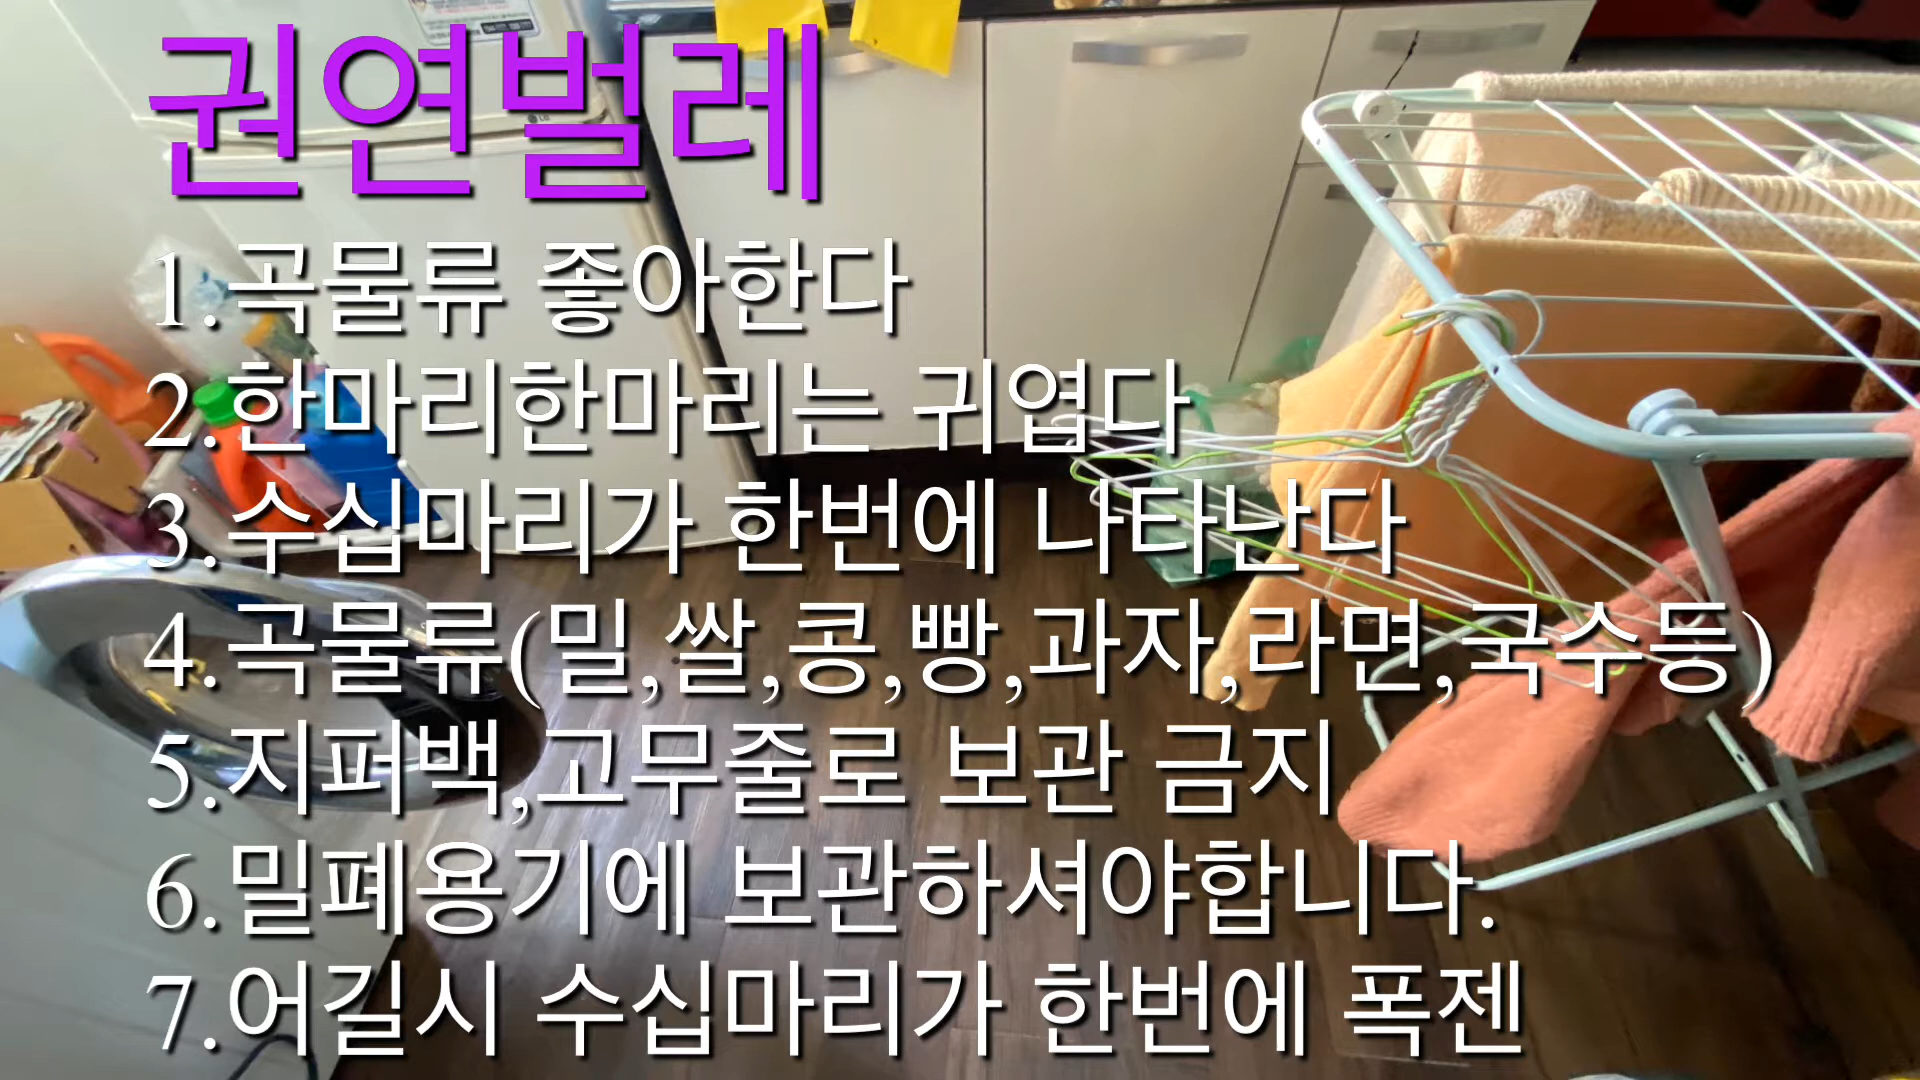 권연벌레
1.곡물류 좋아한다
2.한마리한마리는 귀엽다
3.수십마리가 한번에 나타난다
4.곡물류(밀,쌀,콩,빵,과자,라면,국수등)
5.지퍼백,고무줄로 보관 금지
6.밀폐용기에 보관하셔야합니다.
7.어길시 수십마리가 한번에 폭젠
LG